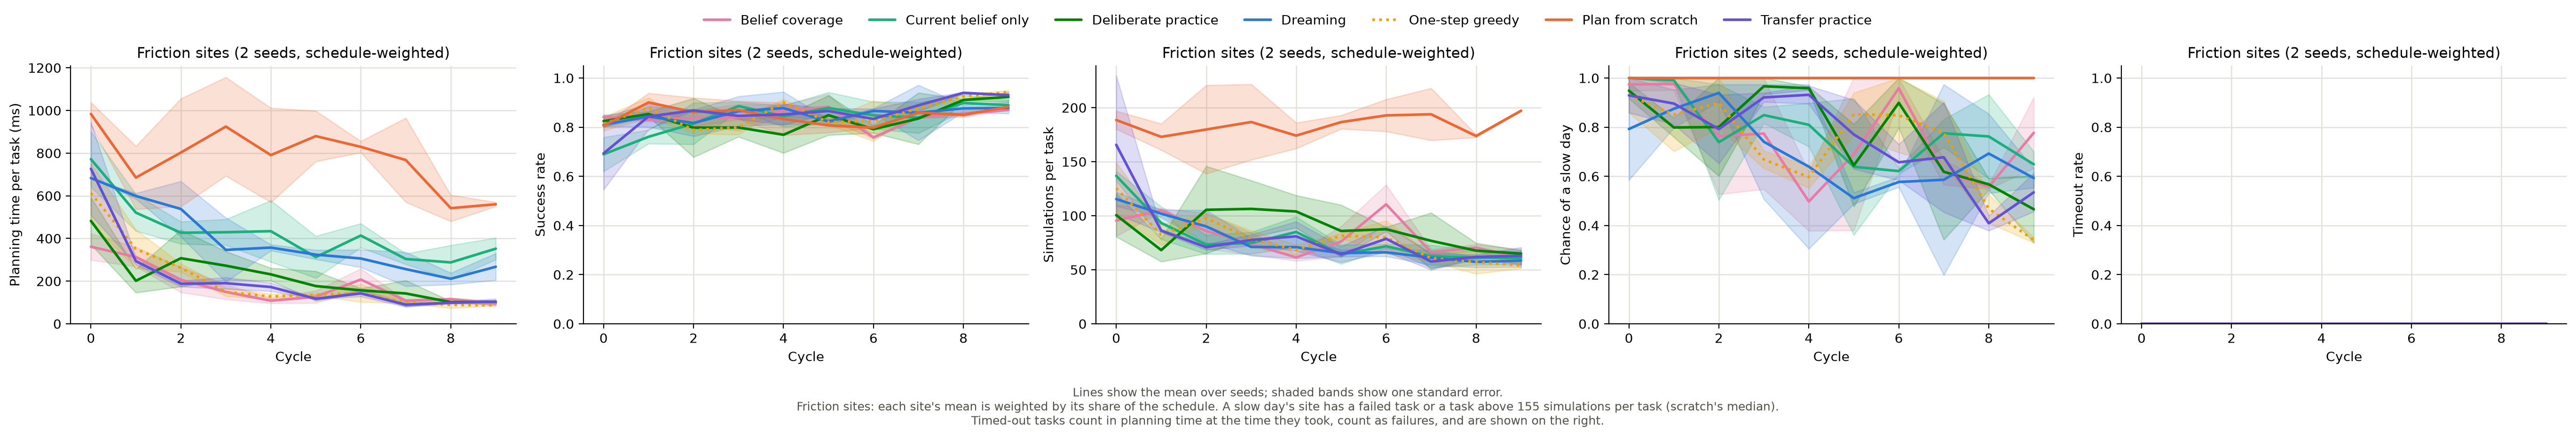 Belief coverage Current belief only Deliberate practice Dreaming One-step greedy Plan from scratch Transfer practice
Friction sites (2 seeds, schedule-weighted)
Planning time per task (ms)
1200
1000
800
600
400
200
0
0 2 4 6 8
Cycle
Friction sites (2 seeds, schedule-weighted)
Success rate
1.0
0.8
0.6
0.4
0.2
0.0
0 2 4 6 8
Cycle
Friction sites (2 seeds, schedule-weighted)
Simulations per task
200
150
100
50
0
0 2 4 6 8
Cycle
Friction sites (2 seeds, schedule-weighted)
Chance of a slow day
1.0
0.8
0.6
0.4
0.2
0.0
0 2 4 6 8
Cycle
Friction sites (2 seeds, schedule-weighted)
Timeout rate
1.0
0.8
0.6
0.4
0.2
0.0
0 2 4 6 8
Cycle
Lines show the mean over seeds; shaded bands show one standard error.
Friction sites: each site's mean is weighted by its share of the schedule. A slow day's site has a failed task or a task above 155 simulations per task (scratch's median).
Timed-out tasks count in planning time at the time they took, count as failures, and are shown on the right.